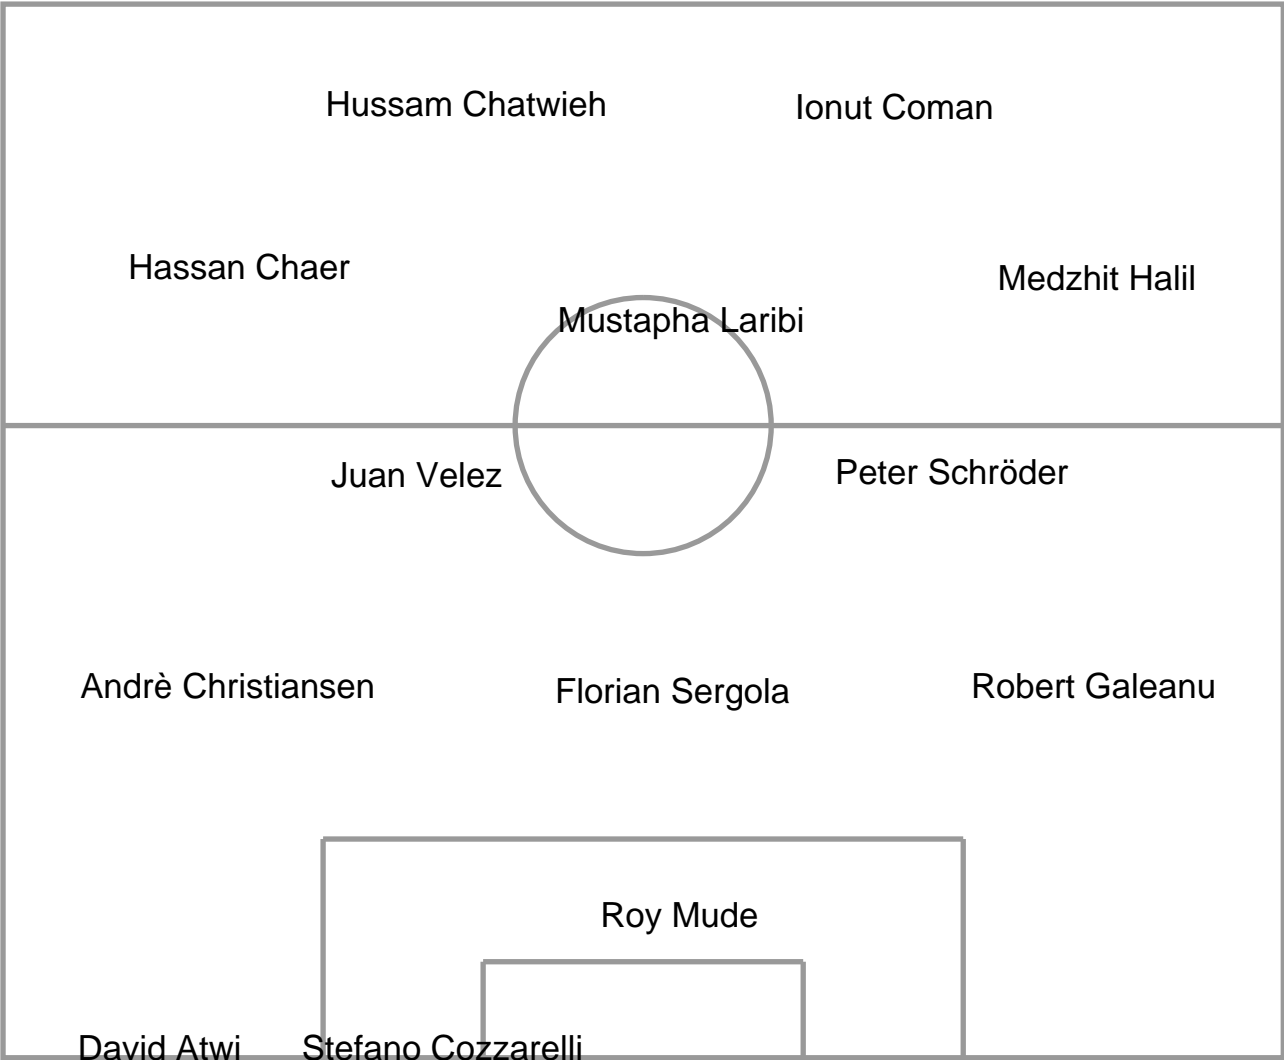 Hussam Chatwieh
Ionut Coman
Hassan Chaer
Medzhit Halil
Mustapha Laribi
Juan Velez
Peter Schröder
Andrè Christiansen
Florian Sergola
Robert Galeanu
Roy Mude
David Atwi
Stefano Cozzarelli